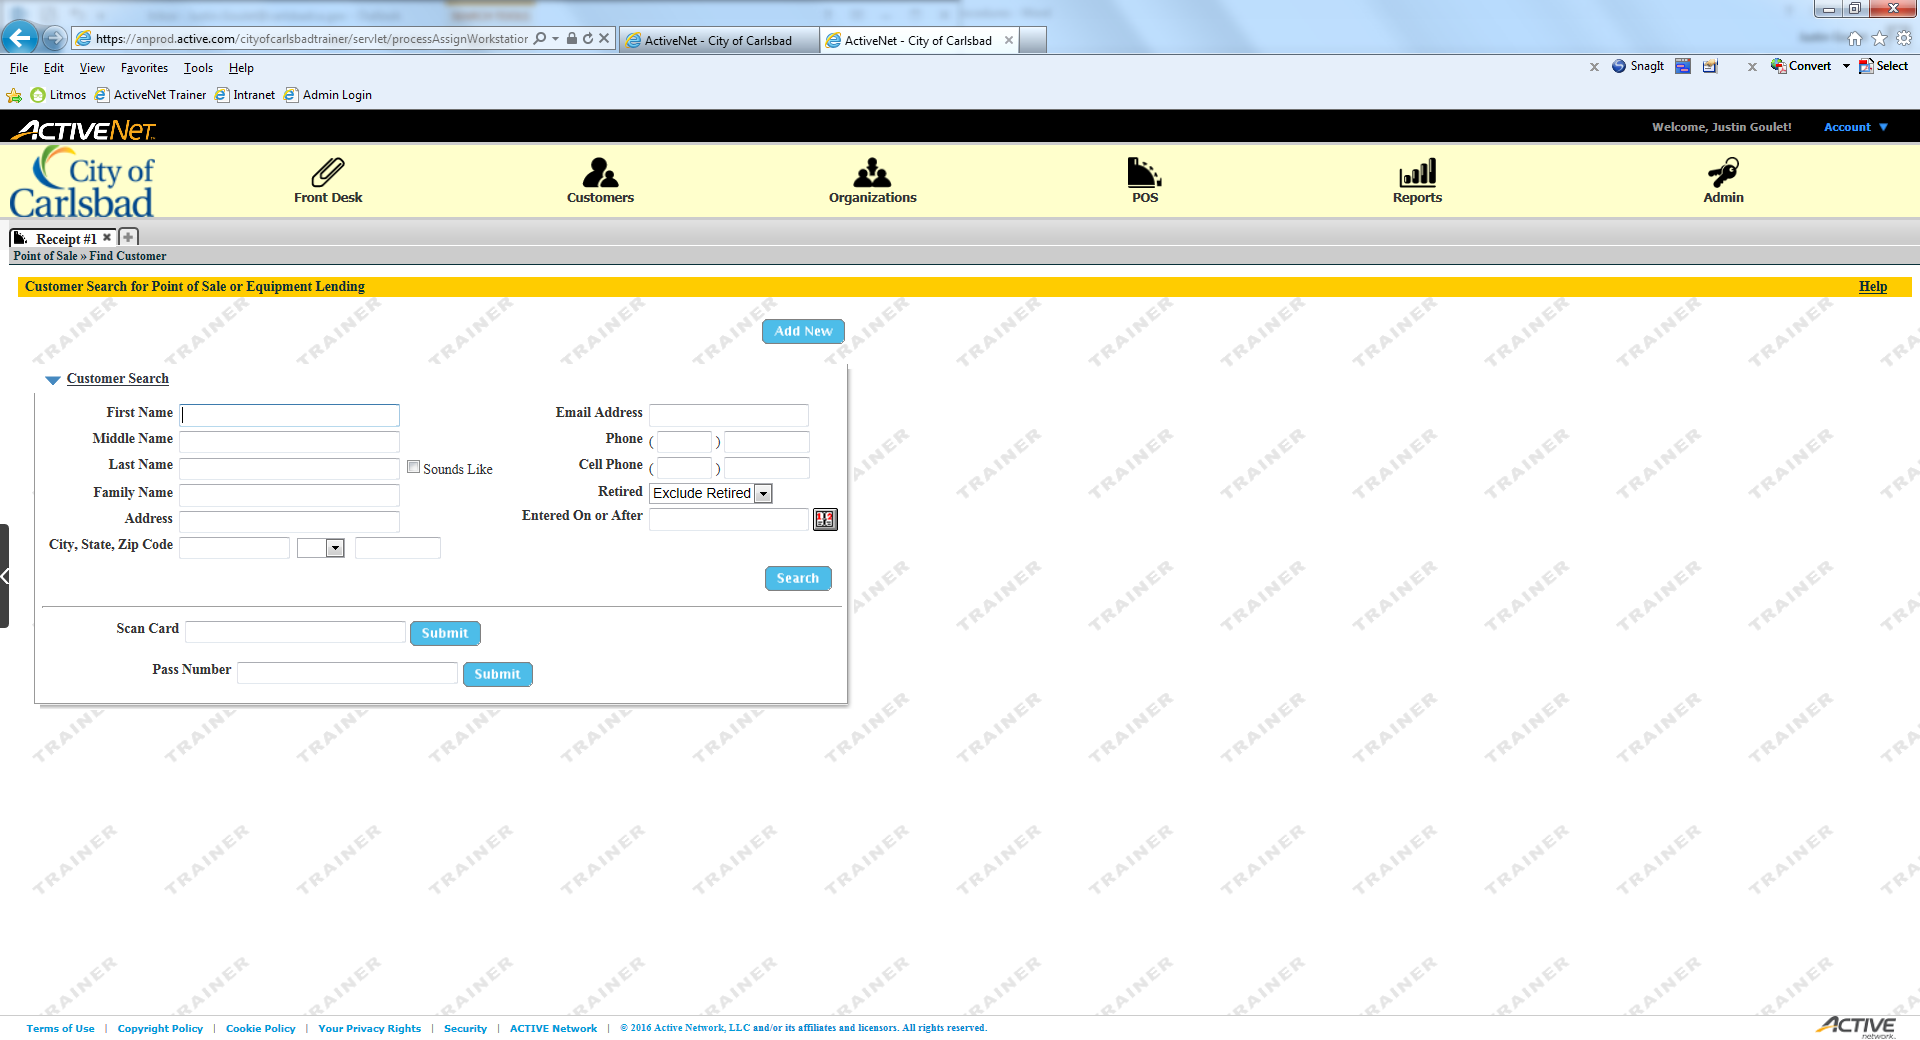 https://anprod.active.com/cityofcarlsbadtrainer/servlet/processAssignWorkstation
ActiveNet - City of Carlsbad
ActiveNet - City of Carlsbad
File Edit View Favorites Tools Help
SnagIt Convert Select
Litmos ActiveNet Trainer Intranet Admin Login
ACTIVENet
Welcome, Justin Goulet! Account
City of Carlsbad
Front Desk Customers Organizations POS Reports Admin
Receipt #1
Point of Sale » Find Customer
Customer Search for Point of Sale or Equipment Lending Help
Add New
Customer Search
First Name Email Address
Middle Name Phone ( )
Last Name Sounds Like Cell Phone ( )
Family Name Retired Exclude Retired
Address Entered On or After
City, State, Zip Code
Search
Scan Card Submit
Pass Number Submit
TRAINER
Terms of Use | Copyright Policy | Cookie Policy | Your Privacy Rights | Security | ACTIVE Network | © 2016 Active Network, LLC and/or its affiliates and licensors. All rights reserved.
ACTIVE network.